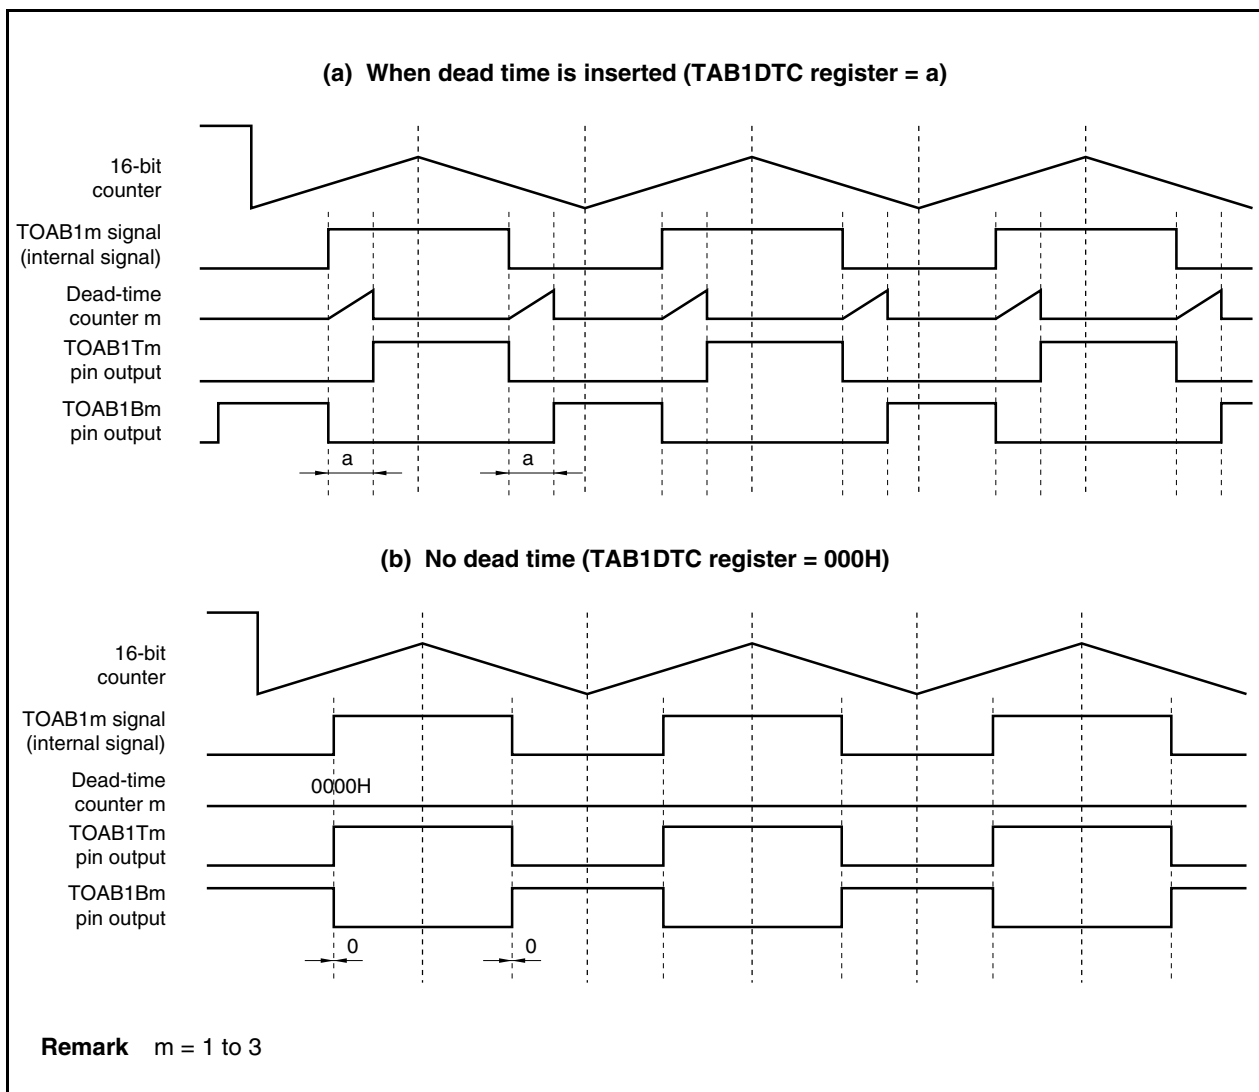 (a) When dead time is inserted (TAB1DTC register = a)
16-bit
counter
TOAB1m signal
(internal signal)
Dead-time
counter m
TOAB1Tm
pin output
TOAB1Bm
pin output
a
a
(b) No dead time (TAB1DTC register = 000H)
16-bit
counter
TOAB1m signal
(internal signal)
Dead-time
counter m
0000H
TOAB1Tm
pin output
TOAB1Bm
pin output
0
0
Remark m = 1 to 3